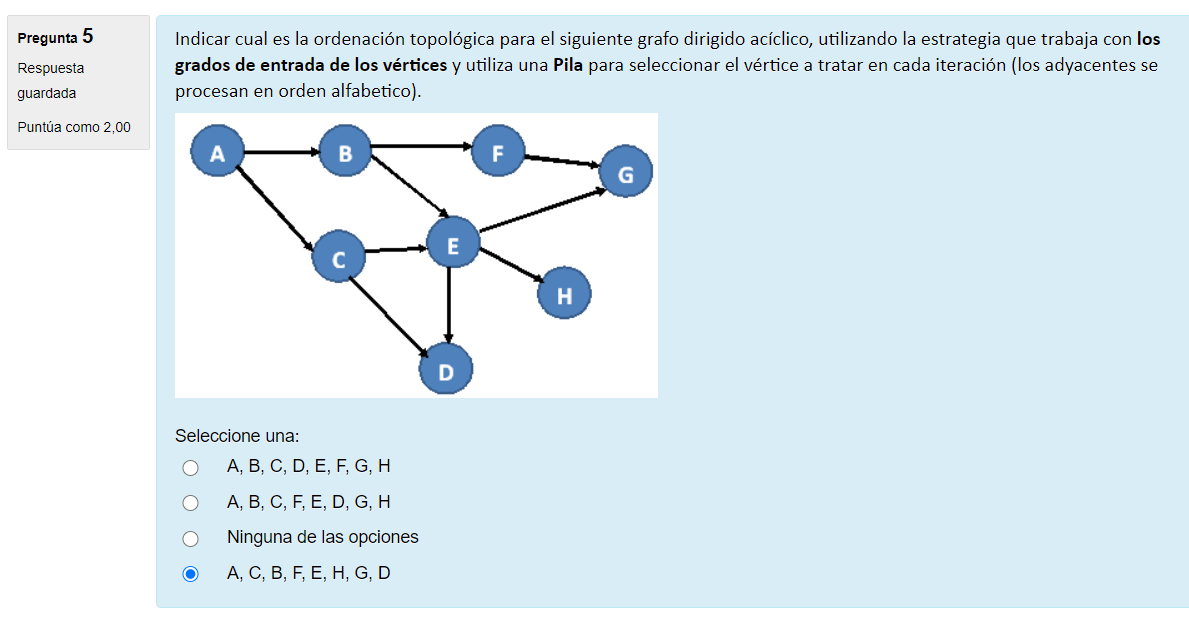 Pregunta 5
Respuesta
guardada
Puntúa como 2,00
Indicar cual es la ordenación topológica para el siguiente grafo dirigido acíclico, utilizando la estrategia que trabaja con los
grados de entrada de los vértices y utiliza una Pila para seleccionar el vértice a tratar en cada iteración (los adyacentes se
procesan en orden alfabetico).
A
B
F
G
C
E
H
D
Seleccione una:
A, B, C, D, E, F, G, H
A, B, C, F, E, D, G, H
Ninguna de las opciones
A, C, B, F, E, H, G, D